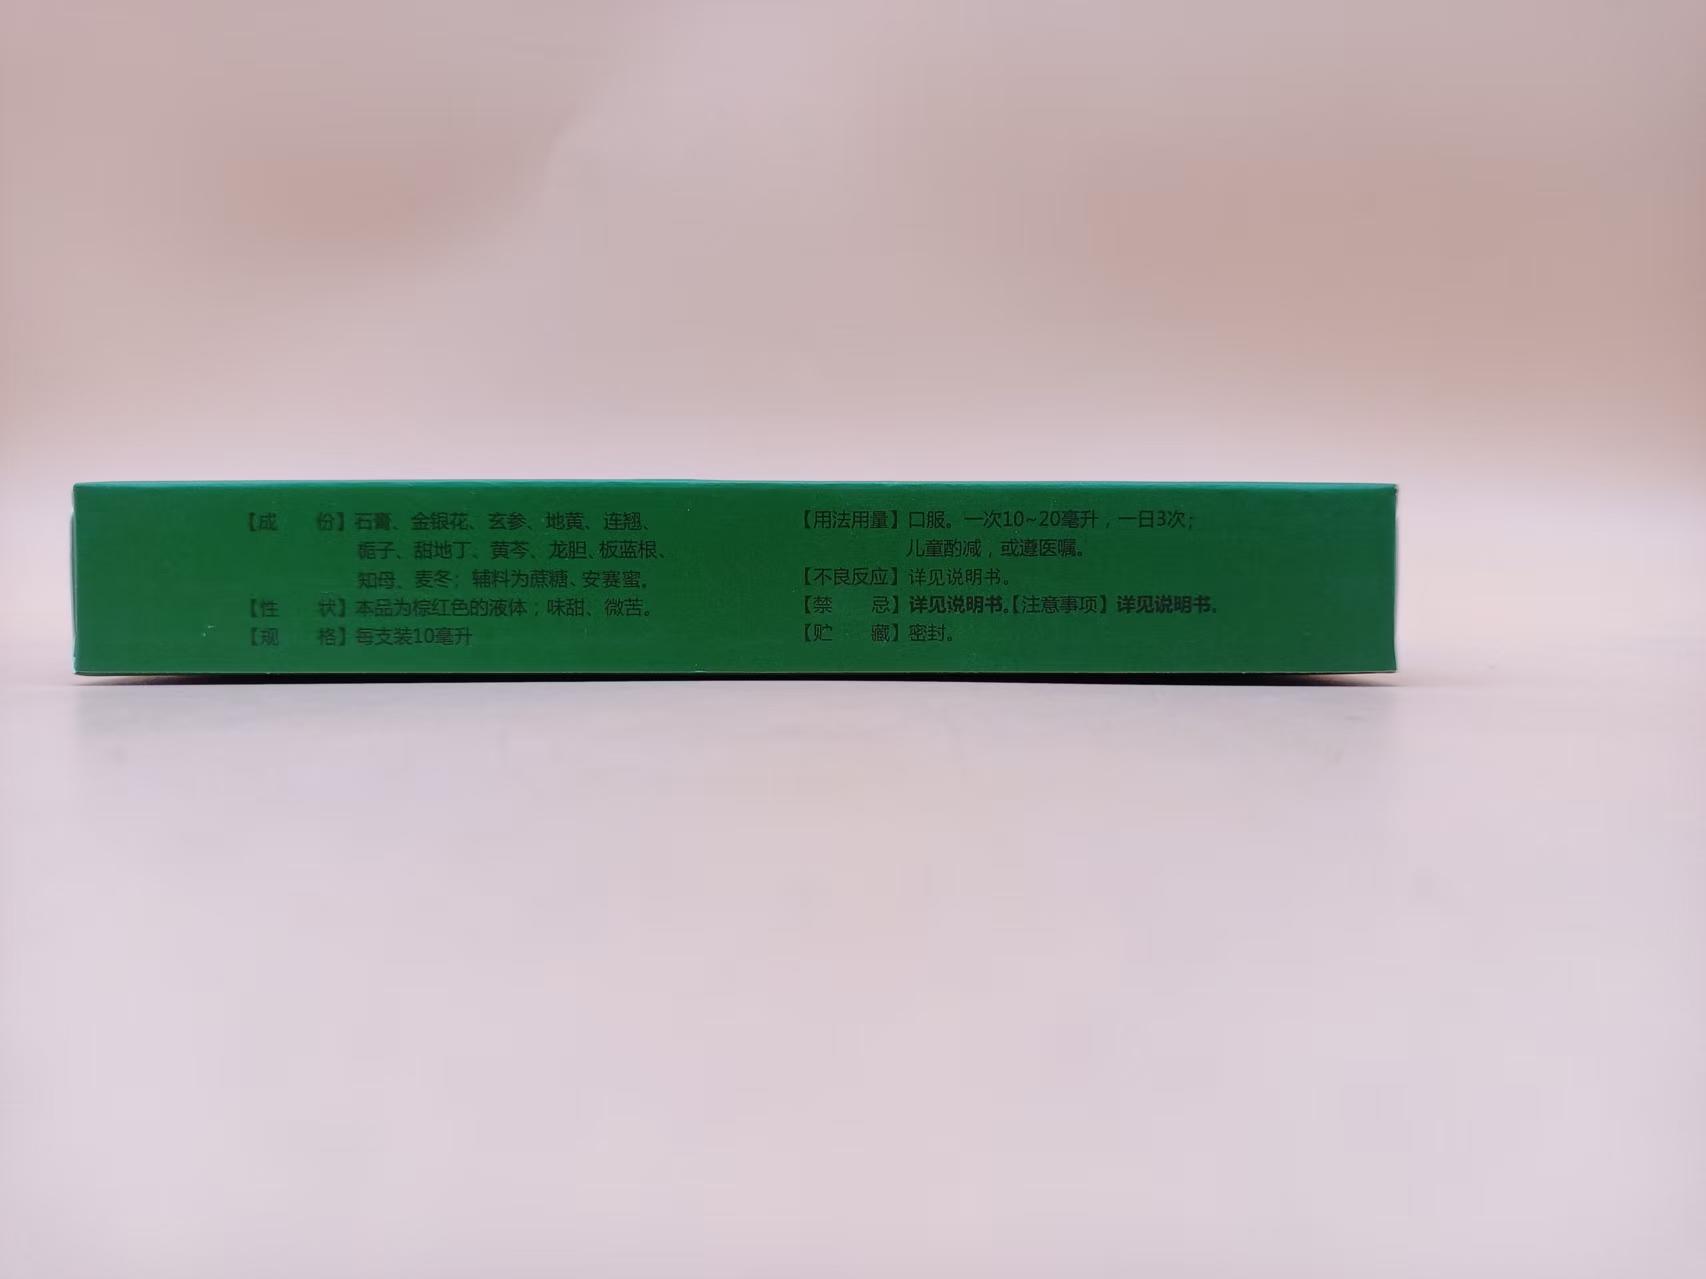 【成 份】石膏、金银花、玄参、地黄、连翘、
栀子、甜地丁、黄芩、龙胆、板蓝根、
知母、麦冬；辅料为蔗糖、安赛蜜。
【性 状】本品为棕红色的液体；味甜、微苦。
【规 格】每支装10毫升
【用法用量】口服。一次10~20毫升，一日3次；
儿童酌减，或遵医嘱。
【不良反应】详见说明书。
【禁 忌】详见说明书。【注意事项】详见说明书。
【贮 藏】密封。